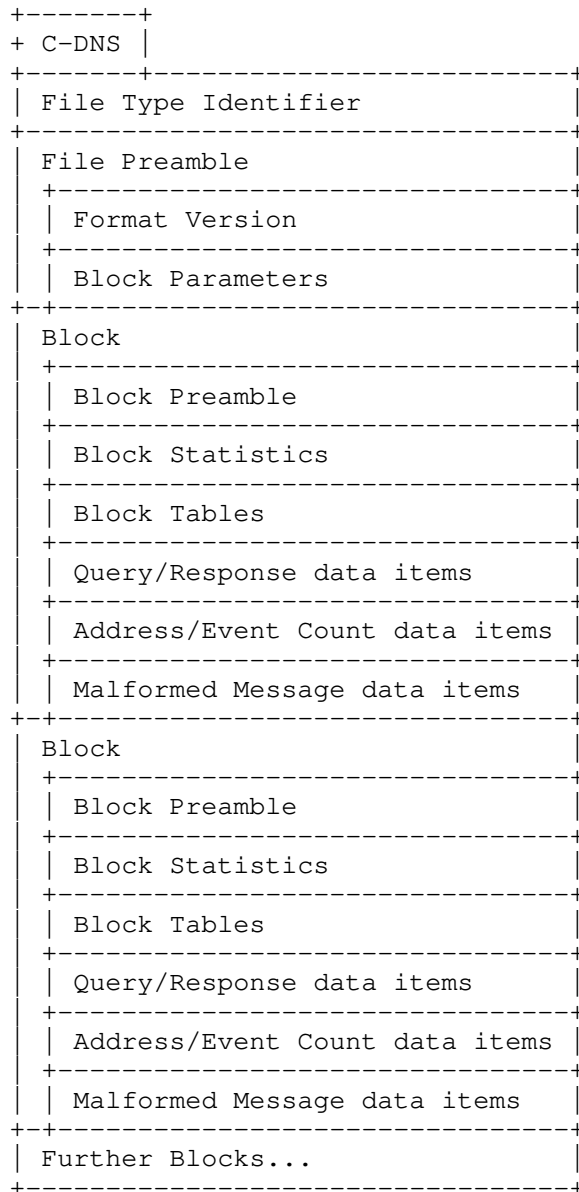 C-DNS
File Type Identifier
File Preamble
Format Version
Block Parameters
Block
Block Preamble
Block Statistics
Block Tables
Query/Response data items
Address/Event Count data items
Malformed Message data items
Block
Block Preamble
Block Statistics
Block Tables
Query/Response data items
Address/Event Count data items
Malformed Message data items
Further Blocks...